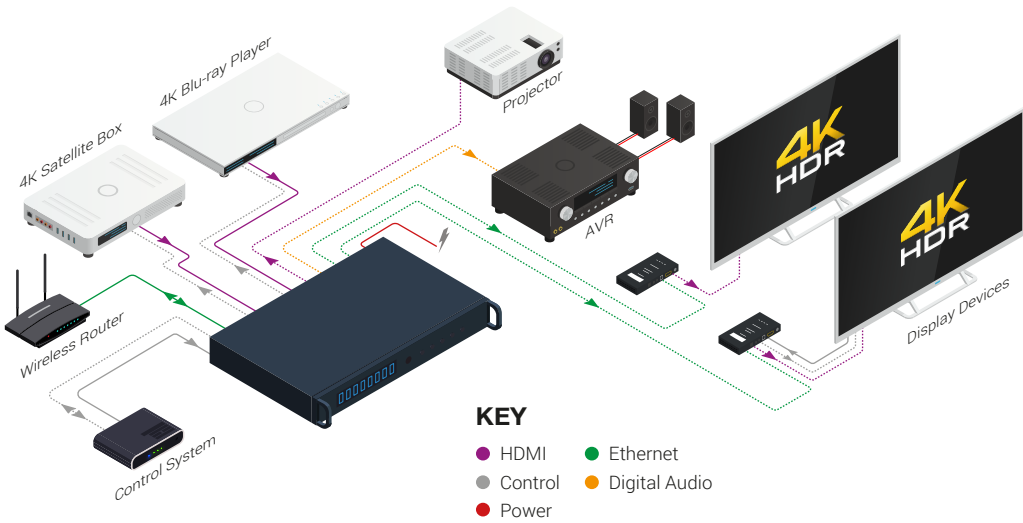 4K Blu-ray Player
Projector
4K Satellite Box
AVR
4K
HDR
4K
HDR
Display Devices
Wireless Router
Control System
KEY
HDMI
Ethernet
Control
Digital Audio
Power